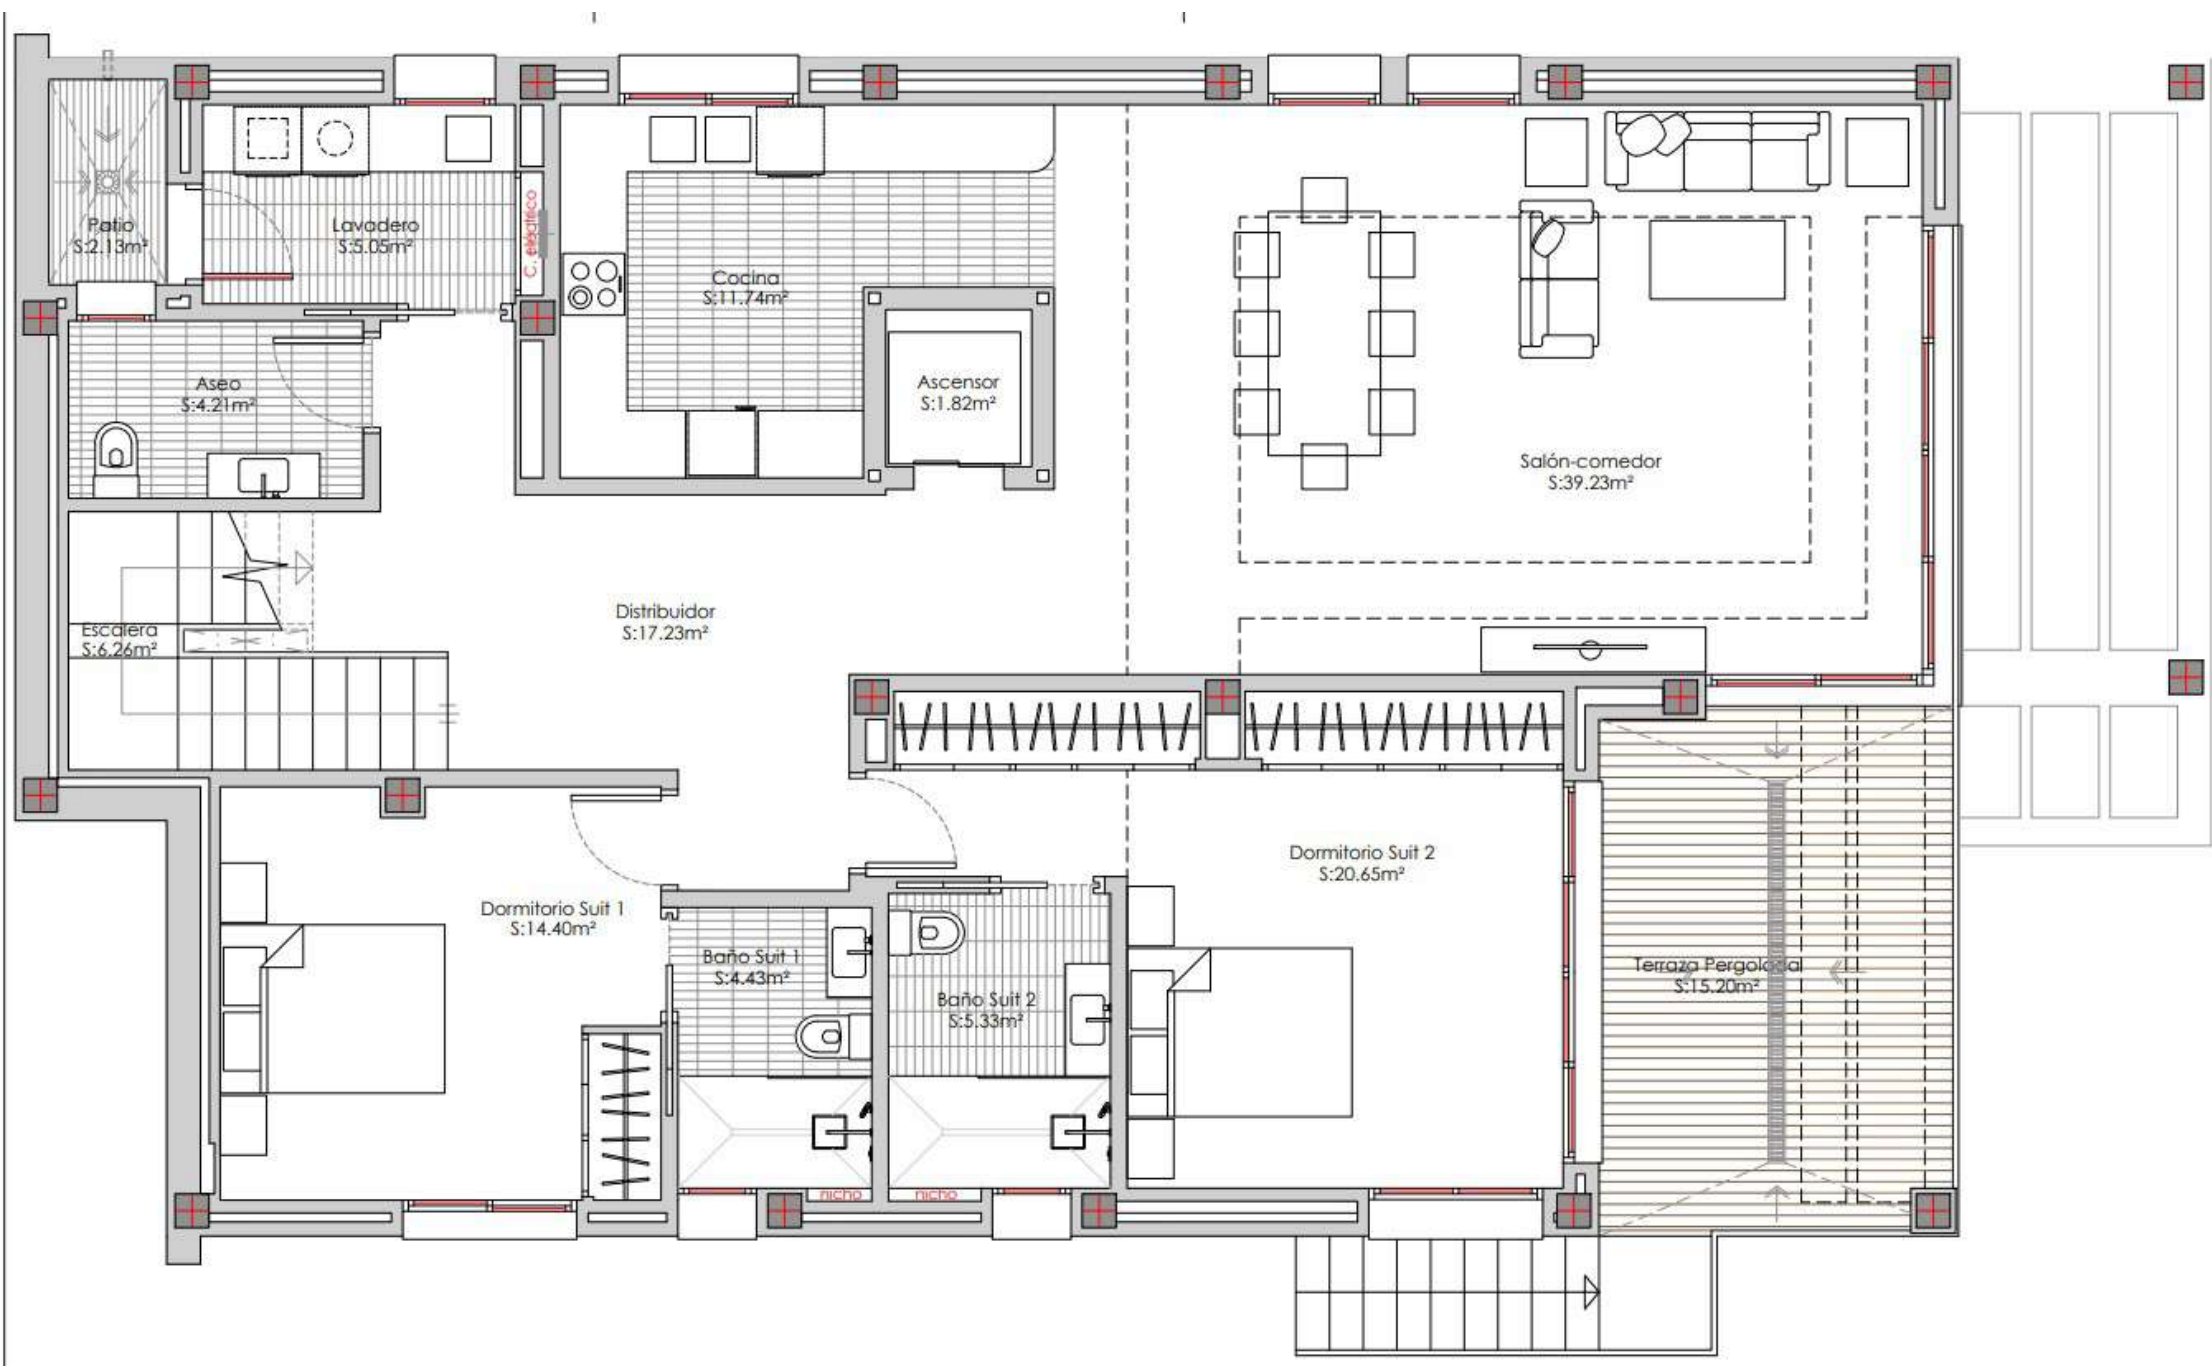 Patio
S:2.13m²
Lavadero
S:5.05m²
C. eléctrico
Cocina
S:11.74m²
Aseo
S:4.21m²
Ascensor
S:1.82m²
Salón-comedor
S:39.23m²
Escalera
S:6.26m²
Distribuidor
S:17.23m²
Dormitorio Suit 1
S:14.40m²
Baño Suit 1
S:4.43m²
Baño Suit 2
S:5.33m²
Dormitorio Suit 2
S:20.65m²
Terraza Pergolada1
S:15.20m²
nicho
nicho